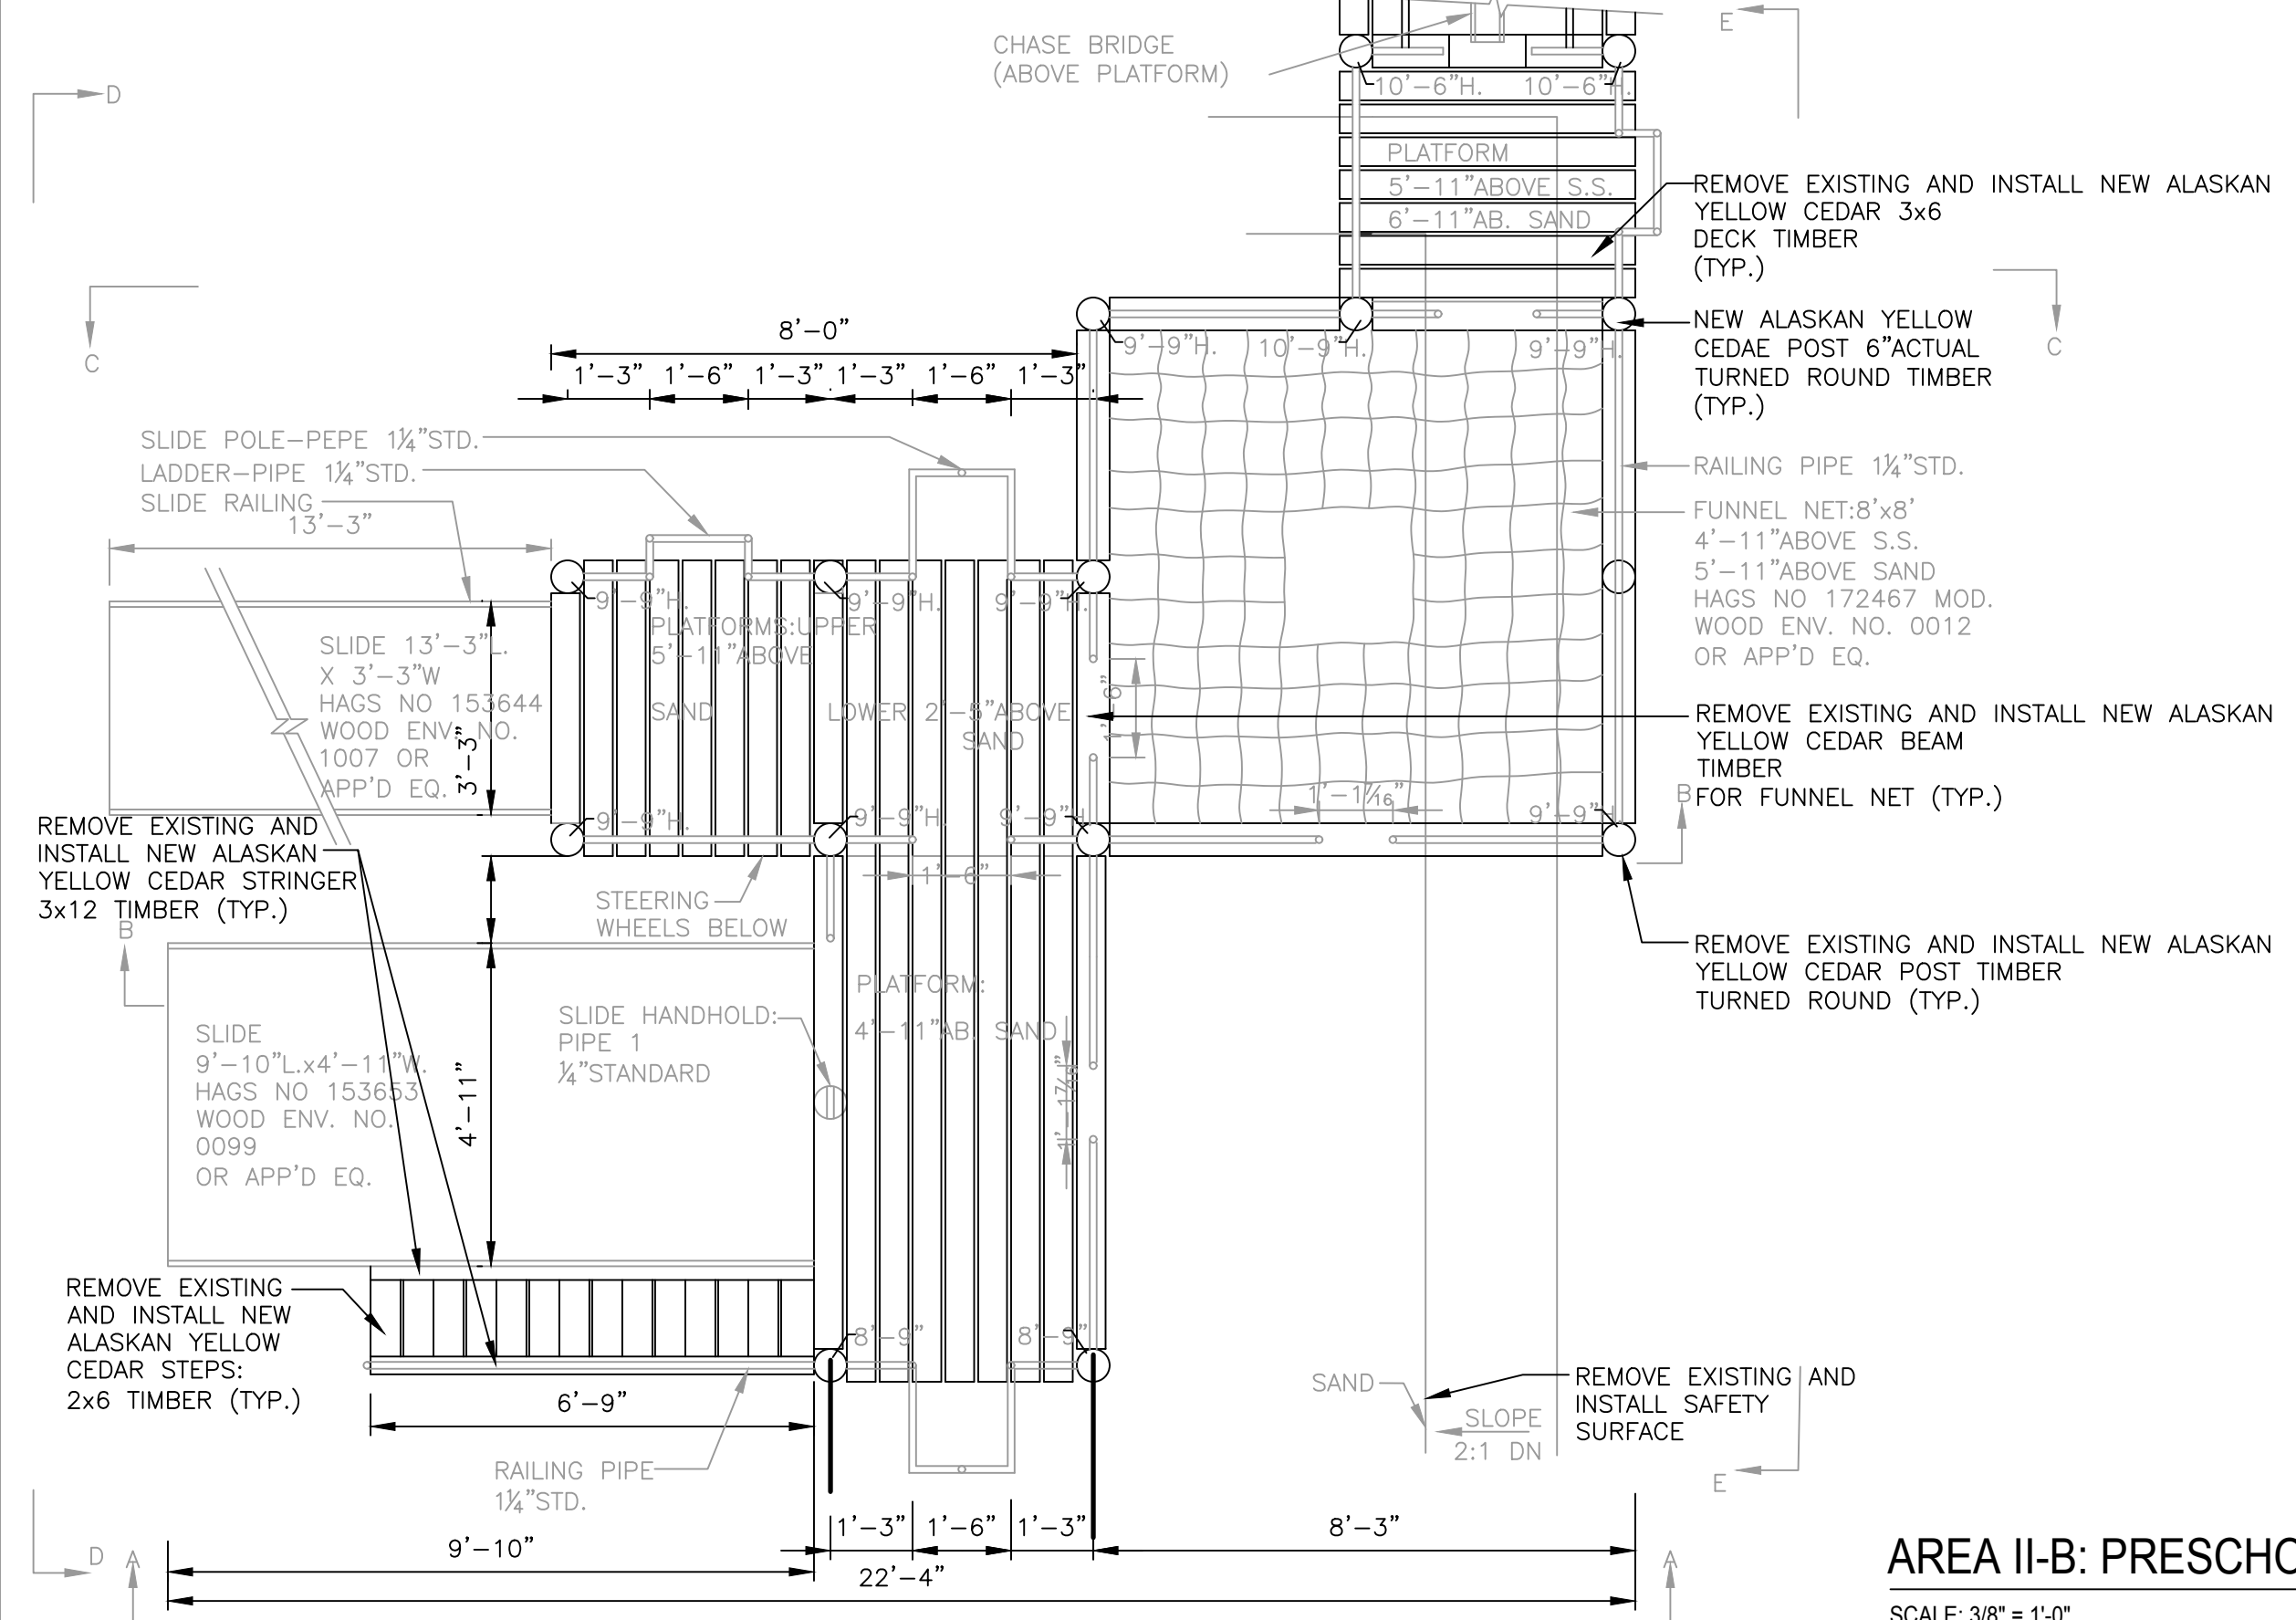 CHASE BRIDGE
(ABOVE PLATFORM)
E
D
10'-6"H.
10'-6"H.
PLATFORM
5'-11"ABOVE S.S.
6'-11"AB. SAND
REMOVE EXISTING AND INSTALL NEW ALASKAN
YELLOW CEDAR 3x6
DECK TIMBER
(TYP.)
C
C
8'-0"
1'-3"
1'-6"
1'-3"
1'-3"
1'-6"
1'-3"
9'-9"H.
10'-9"H.
9'-9"H.
NEW ALASKAN YELLOW
CEDAE POST 6"ACTUAL
TURNED ROUND TIMBER
(TYP.)
SLIDE POLE-PEPE 1¼"STD.
LADDER-PIPE 1¼"STD.
SLIDE RAILING
13'-3"
RAILING PIPE 1¼"STD.
FUNNEL NET:8'x8'
4'-11"ABOVE S.S.
5'-11"ABOVE SAND
HAGS NO 172467 MOD.
WOOD ENV. NO. 0012
OR APP'D EQ.
9'-9"H.
9'-9"H.
9'-9"H.
PLATFORMS:UPPER
5'-11"ABOVE
SAND
LOWER 2'-5"ABOVE
SAND
SLIDE 13'-3"L.
X 3'-3"W
HAGS NO 153644
WOOD ENV. NO.
1007 OR
APP'D EQ.
3'-3"
1'-6"
REMOVE EXISTING AND INSTALL NEW ALASKAN
YELLOW CEDAR BEAM
TIMBER
FOR FUNNEL NET (TYP.)
1'-1⁷⁄₁₆"
B
9'-9"H.
9'-9"H.
9'-9"H
9'-9"H.
REMOVE EXISTING AND
INSTALL NEW ALASKAN
YELLOW CEDAR STRINGER
3x12 TIMBER (TYP.)
B
1'-6"
STEERING
WHEELS BELOW
REMOVE EXISTING AND INSTALL NEW ALASKAN
YELLOW CEDAR POST TIMBER
TURNED ROUND (TYP.)
PLATFORM:
4'-11"AB. SAND
SLIDE HANDHOLD:
PIPE 1
¼"STANDARD
SLIDE
9'-10"L.x4'-11"W.
HAGS NO 153653
WOOD ENV. NO.
0099
OR APP'D EQ.
4'-11"
1'-1⁷⁄₁₆"
REMOVE EXISTING
AND INSTALL NEW
ALASKAN YELLOW
CEDAR STEPS:
2x6 TIMBER (TYP.)
8'-9"
8'-9"
6'-9"
RAILING PIPE
1¼"STD.
SAND
SLOPE
2:1 DN
REMOVE EXISTING AND
INSTALL SAFETY
SURFACE
E
1'-3"
1'-6"
1'-3"
8'-3"
9'-10"
22'-4"
D
A
A
AREA II-B: PRESCHO
SCALE: 3/8" = 1'-0"